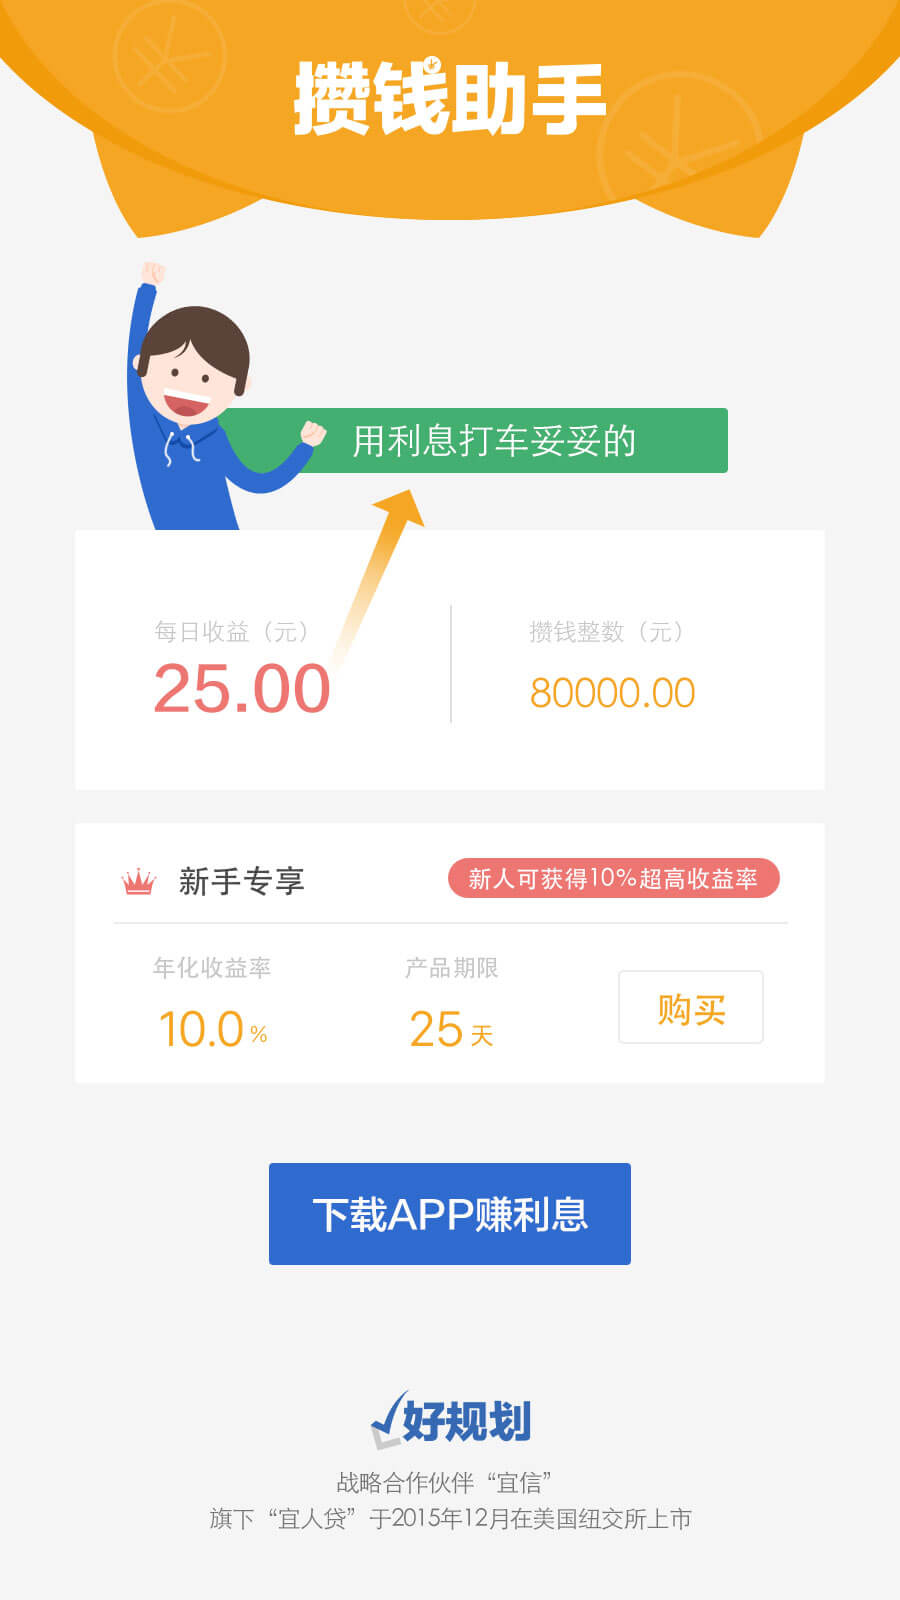 攒钱助手
用利息打车妥妥的
每日收益（元）
25.00
攒钱整数（元）
80000.00
新手专享
新人可获得10%超高收益率
年化收益率
10.0 %
产品期限
25 天
购买
下载APP赚利息
好规划
战略合作伙伴“宜信”
旗下“宜人贷”于2015年12月在美国纽交所上市